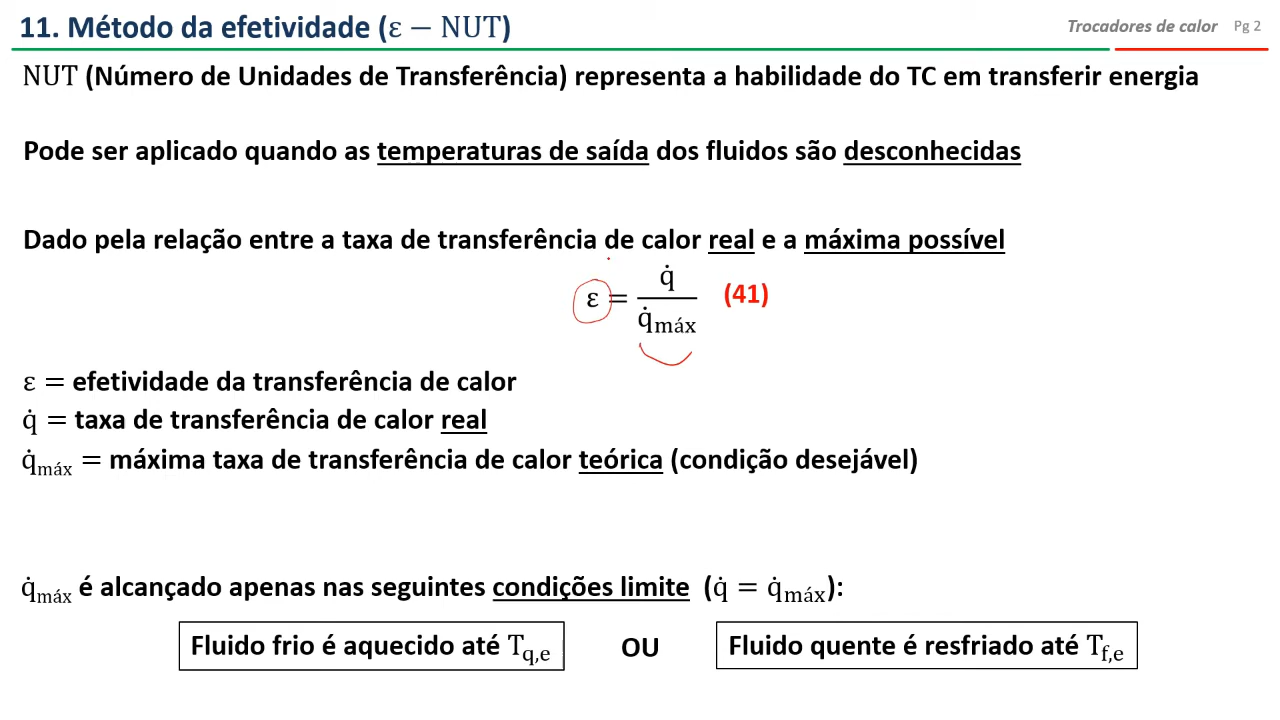 11. Método da efetividade (ε − NUT)
Trocadores de calor Pg 2
NUT (Número de Unidades de Transferência) representa a habilidade do TC em transferir energia
Pode ser aplicado quando as temperaturas de saída dos fluidos são desconhecidas
Dado pela relação entre a taxa de transferência de calor real e a máxima possível
ε = q̇ / q̇máx (41)
ε = efetividade da transferência de calor
q̇ = taxa de transferência de calor real
q̇máx = máxima taxa de transferência de calor teórica (condição desejável)
q̇máx é alcançado apenas nas seguintes condições limite (q̇ = q̇máx):
Fluido frio é aquecido até Tq,e OU Fluido quente é resfriado até Tf,e